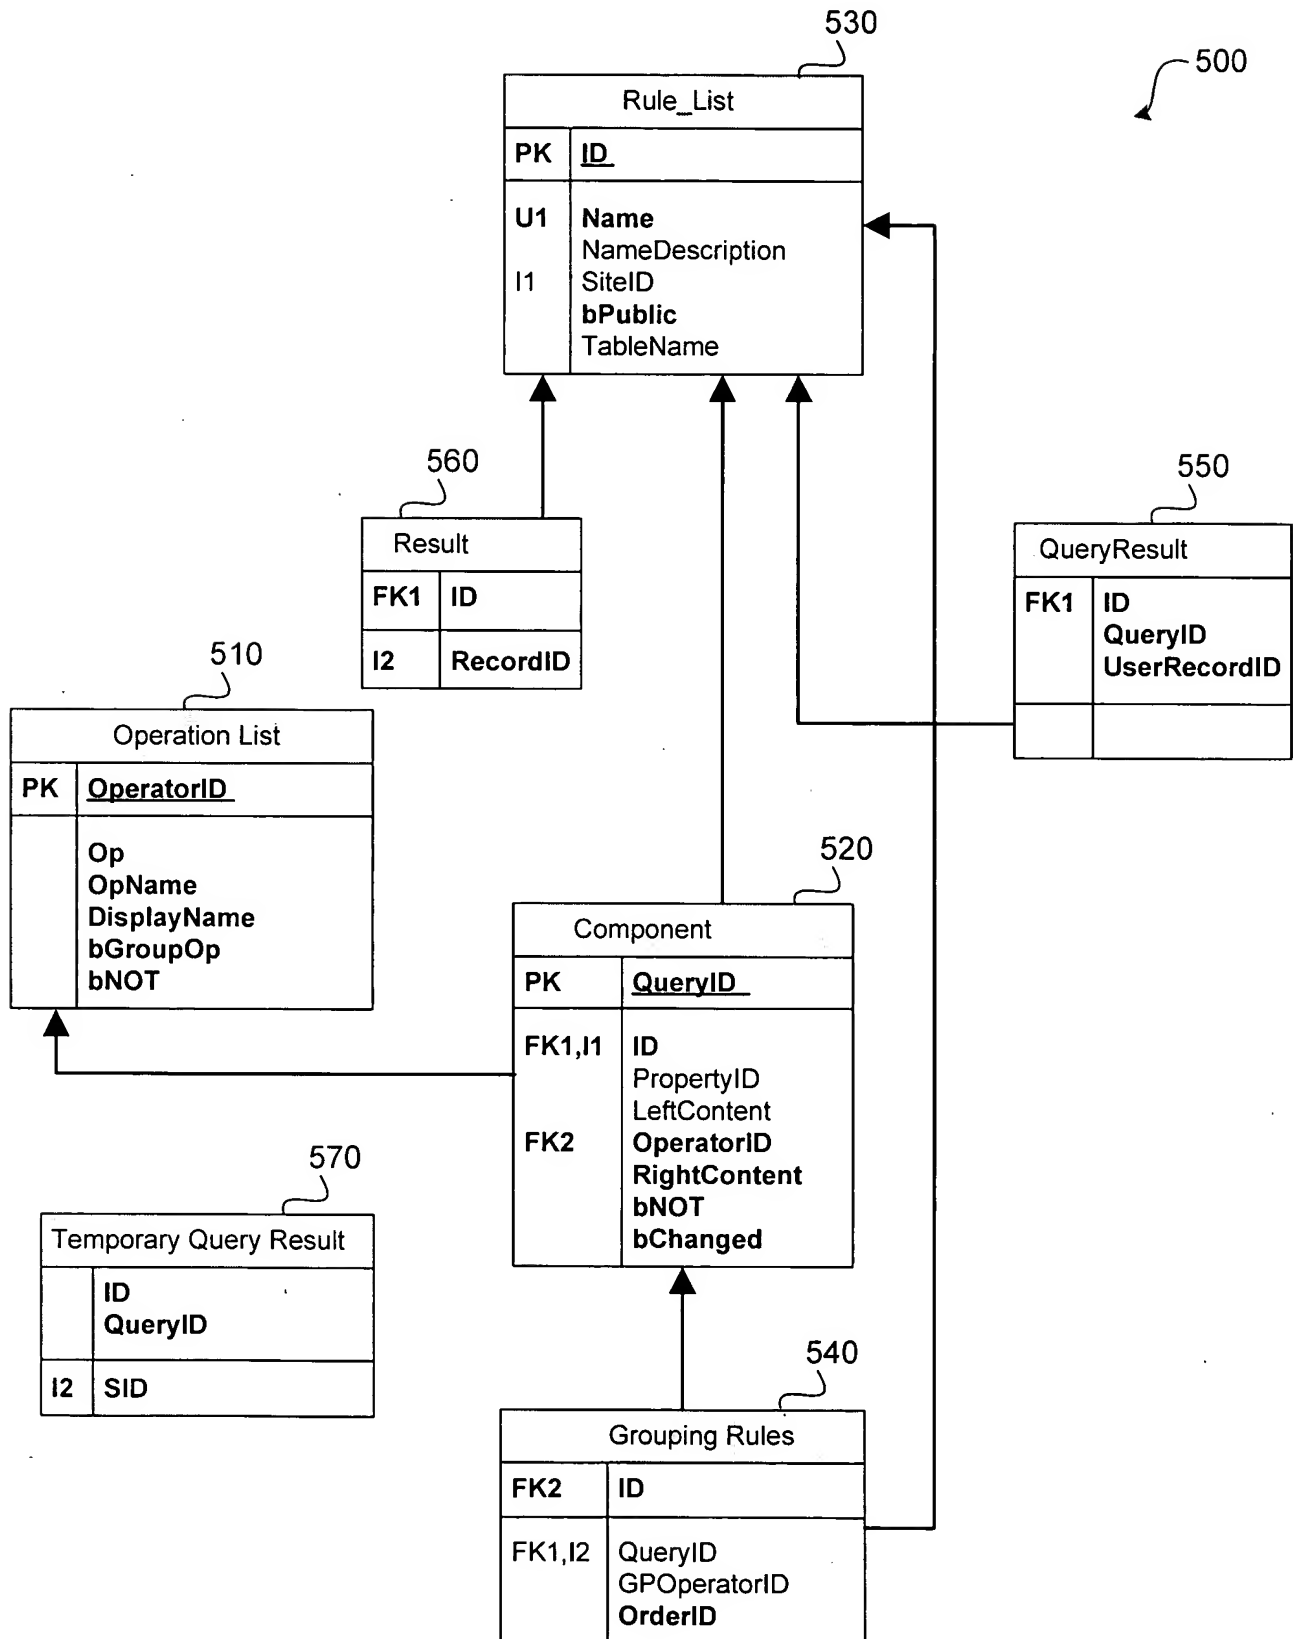 530
500
Rule_List
PK ID
U1 Name
NameDescription
I1 SiteID
bPublic
TableName
560
Result
FK1 ID
I2 RecordID
550
QueryResult
FK1 ID
QueryID
UserRecordID
510
Operation List
PK OperatorID
Op
OpName
DisplayName
bGroupOp
bNOT
520
Component
PK QueryID
FK1,I1 ID
PropertyID
LeftContent
FK2 OperatorID
RightContent
bNOT
bChanged
570
Temporary Query Result
ID
QueryID
I2 SID
540
Grouping Rules
FK2 ID
FK1,I2 QueryID
GPOperatorID
OrderID